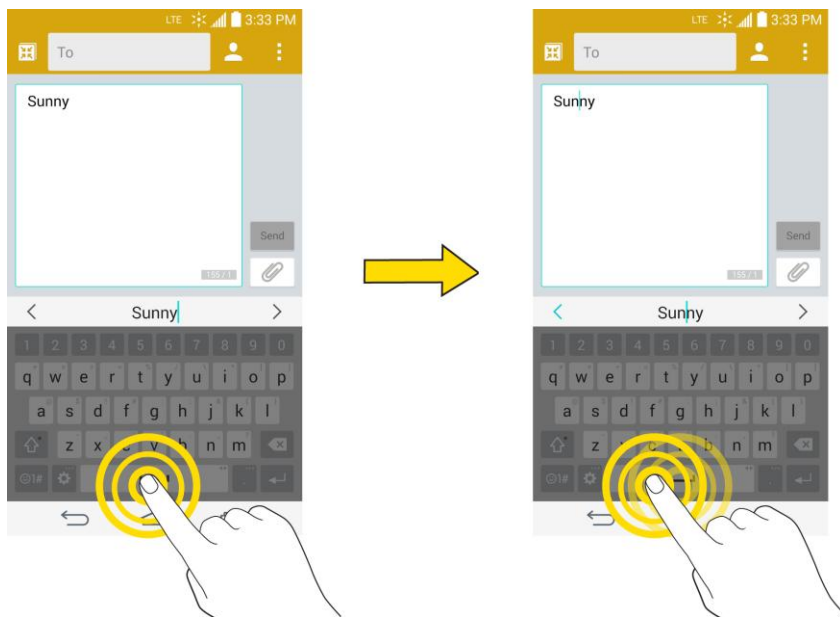 LTE 3:33 PM
To
Sunny
Send
155 / 1
Sunny
1 2 3 4 5 6 7 8 9 0
q w e r t y u i o p
a s d f g h j k l
z x c v b n m
1#
LTE 3:33 PM
To
Sunny
Send
155 / 1
Sunny
1 2 3 4 5 6 7 8 9 0
q w e r t y u i o p
a s d f g h j k l
z c b n m
1#